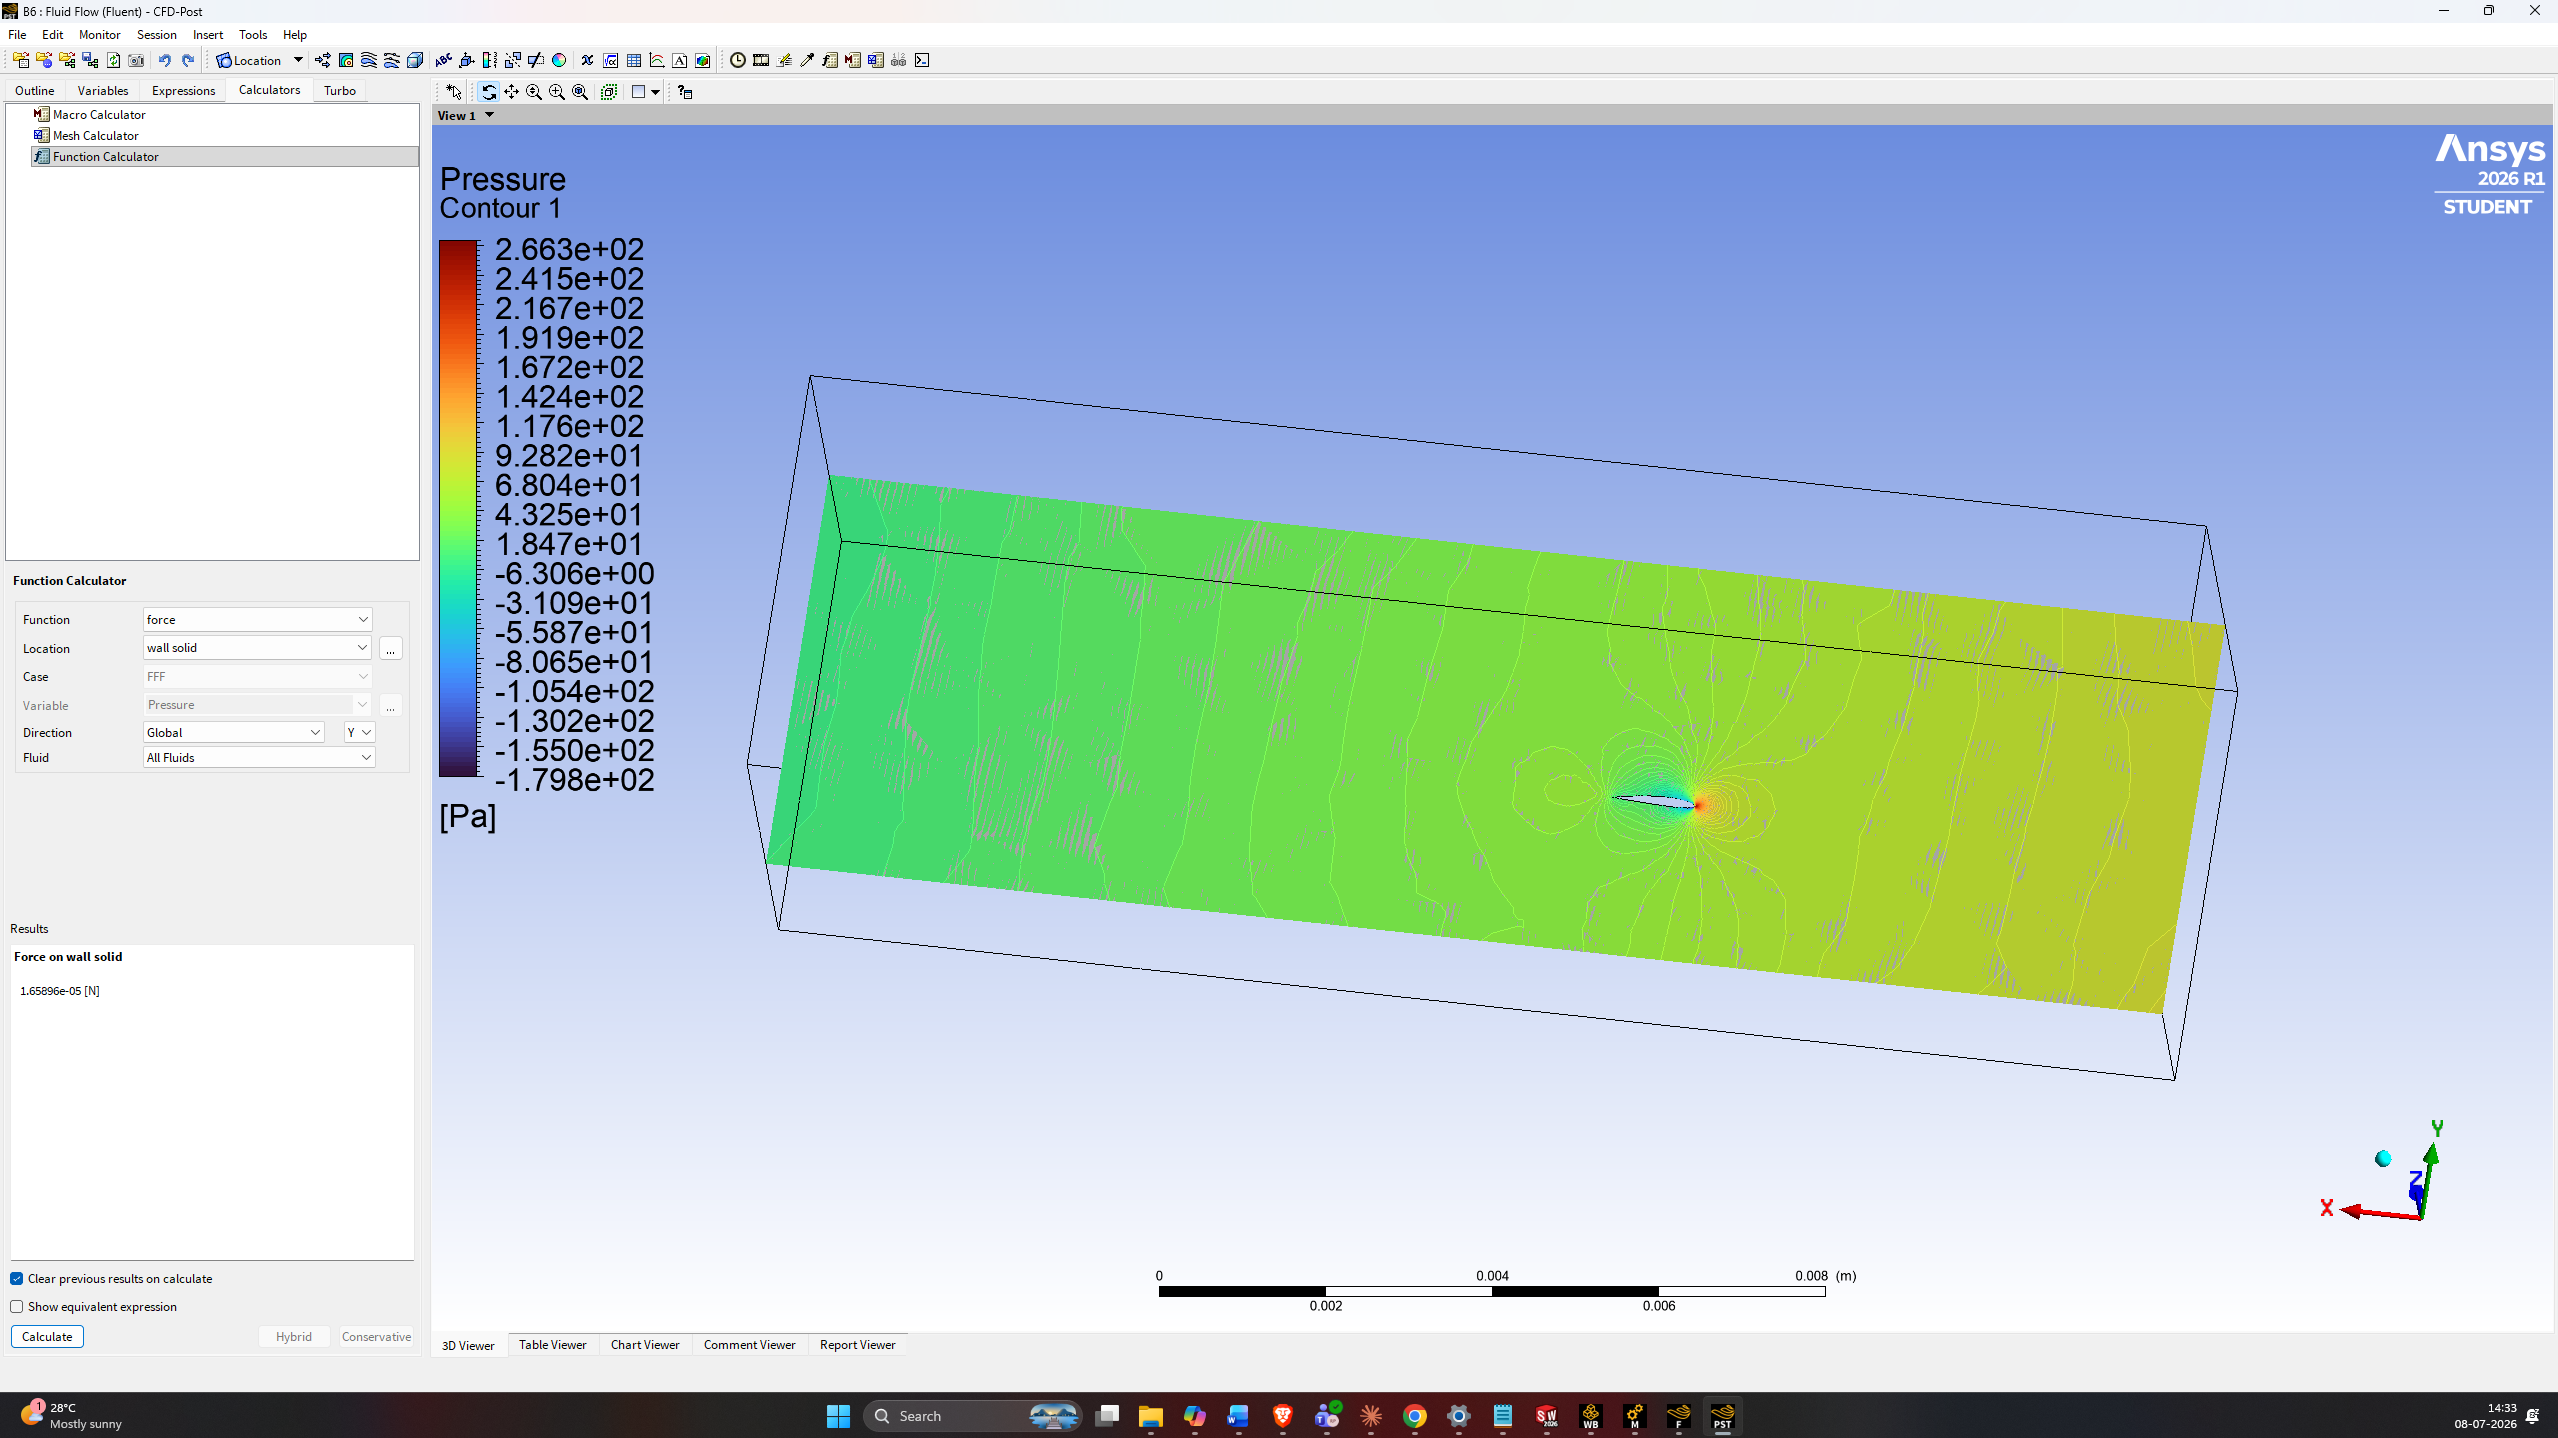 B6 : Fluid Flow (Fluent) - CFD-Post
File Edit Monitor Session Insert Tools Help
Location
Outline Variables Expressions Calculators Turbo
Macro Calculator
Mesh Calculator
Function Calculator
Function Calculator
Function force
Location wall solid ...
Case FFF
Variable Pressure ...
Direction Global Y
Fluid All Fluids
Results
Force on wall solid
1.65896e-05 [N]
Clear previous results on calculate
Show equivalent expression
Calculate Hybrid Conservative
View 1
Ansys
2026 R1
STUDENT
Pressure
Contour 1
2.663e+02
2.415e+02
2.167e+02
1.919e+02
1.672e+02
1.424e+02
1.176e+02
9.282e+01
6.804e+01
4.325e+01
1.847e+01
-6.306e+00
-3.109e+01
-5.587e+01
-8.065e+01
-1.054e+02
-1.302e+02
-1.550e+02
-1.798e+02
[Pa]
Y
Z
X
0 0.004 0.008 (m)
0.002 0.006
3D Viewer Table Viewer Chart Viewer Comment Viewer Report Viewer
1
28°C
Mostly sunny
Search
SW
2026
WB
M
F
PST
14:33
08-07-2026